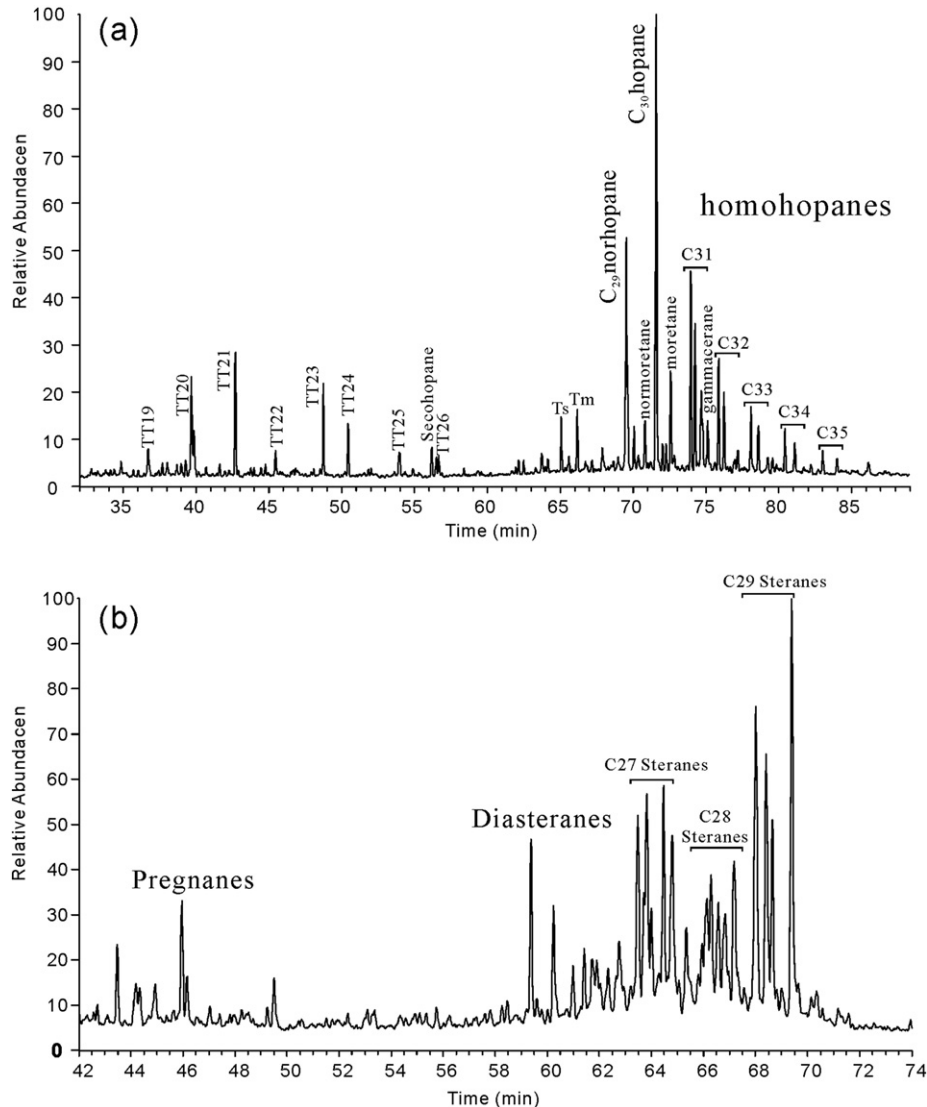 (a)
100
90
80
70
60
50
40
30
20
10
0
Relative Abundacen
TT19
TT20
TT21
TT22
TT23
TT24
TT25
Secohopane
TT26
Ts
Tm
C₂₉norhopane
normoretane
C₃₀hopane
moretane
homohopanes
C31
gammacerane
C32
C33
C34
C35
35 40 45 50 55 60 65 70 75 80 85
Time (min)
(b)
100
90
80
70
60
50
40
30
20
10
0
Relative Abundacen
Pregnanes
Diasteranes
C27 Steranes
C28
Steranes
C29 Steranes
42 44 46 48 50 52 54 56 58 60 62 64 66 68 70 72 74
Time (min)